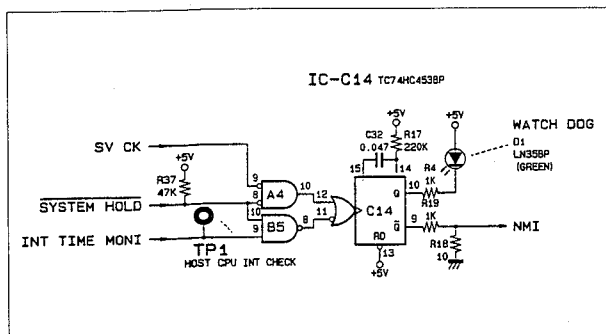 IC-C14 TC74HC4538P
+5V
+5V
C32
0.047
R17
220K
WATCH DOG
D1
LN35BP
(GREEN)
SV CK
+5V
R37
47K
15
14
R4
1K
9
8
A4
10
12
Q
10
R19
SYSTEM HOLD
10
11
C14
1K
INT TIME MONI
9
B5
8
Q
9
NMI
TP1
HOST CPU INT CHECK
RD
13
+5V
R18
10